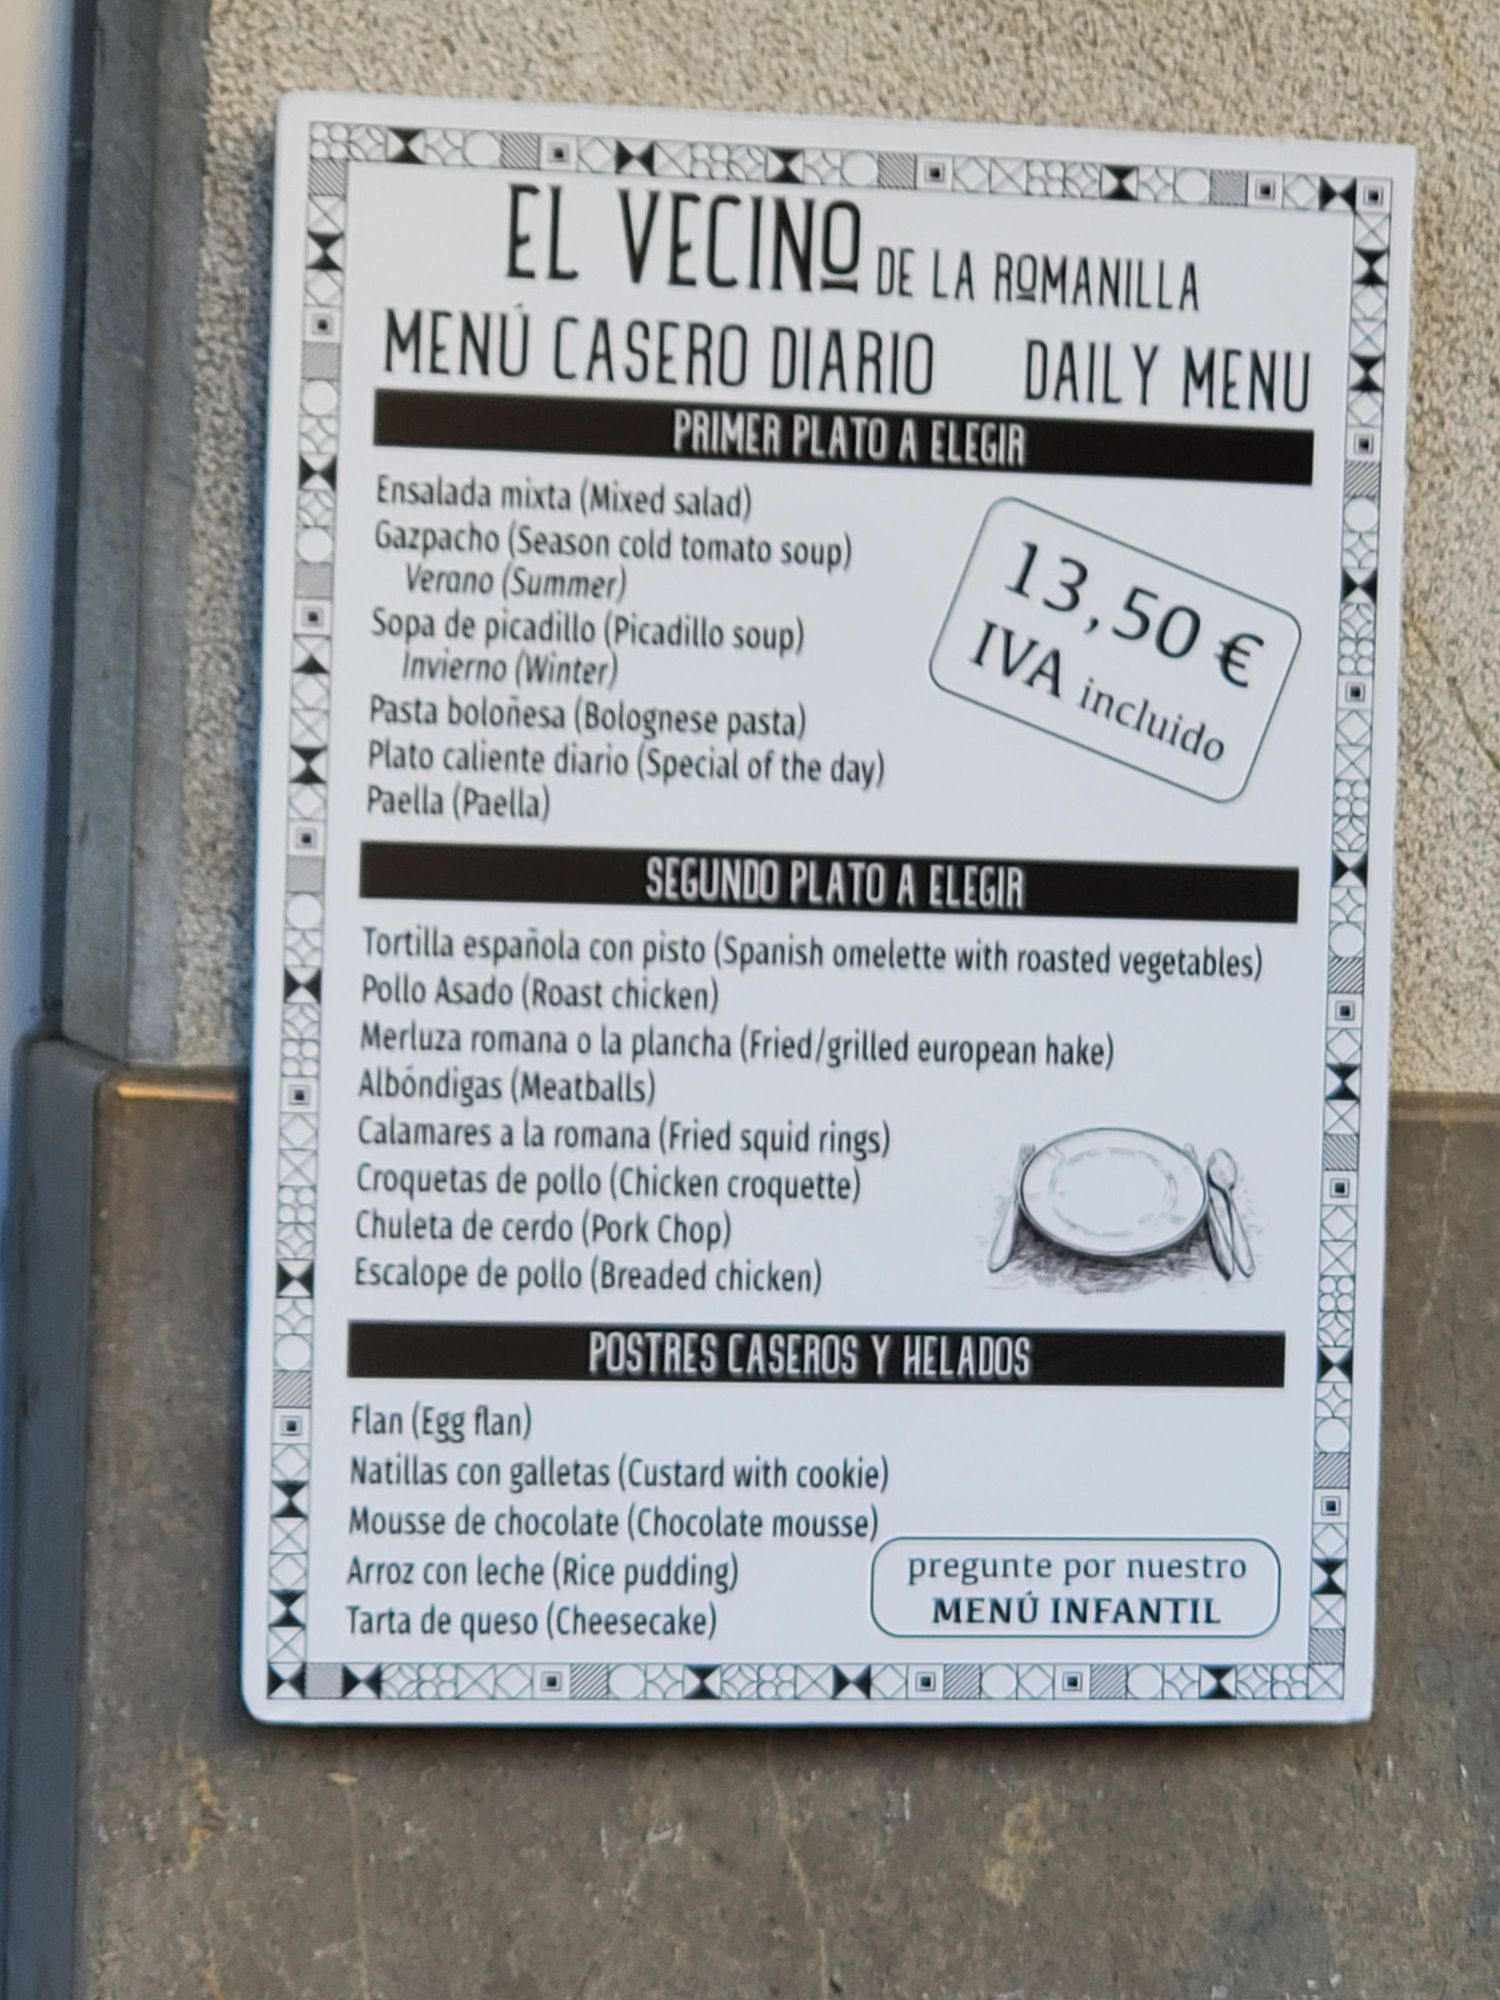 EL VECINO DE LA ROMANILLA
MENÚ CASERO DIARIO DAILY MENU
PRIMER PLATO A ELEGIR
Ensalada mixta (Mixed salad)
Gazpacho (Season cold tomato soup)
Verano (Summer)
Sopa de picadillo (Picadillo soup)
Invierno (Winter)
Pasta boloñesa (Bolognese pasta)
Plato caliente diario (Special of the day)
Paella (Paella)
13,50 €
IVA incluido
SEGUNDO PLATO A ELEGIR
Tortilla española con pisto (Spanish omelette with roasted vegetables)
Pollo Asado (Roast chicken)
Merluza romana o la plancha (Fried/grilled european hake)
Albóndigas (Meatballs)
Calamares a la romana (Fried squid rings)
Croquetas de pollo (Chicken croquette)
Chuleta de cerdo (Pork Chop)
Escalope de pollo (Breaded chicken)
POSTRES CASEROS Y HELADOS
Flan (Egg flan)
Natillas con galletas (Custard with cookie)
Mousse de chocolate (Chocolate mousse)
Arroz con leche (Rice pudding)
Tarta de queso (Cheesecake)
pregunte por nuestro
MENÚ INFANTIL